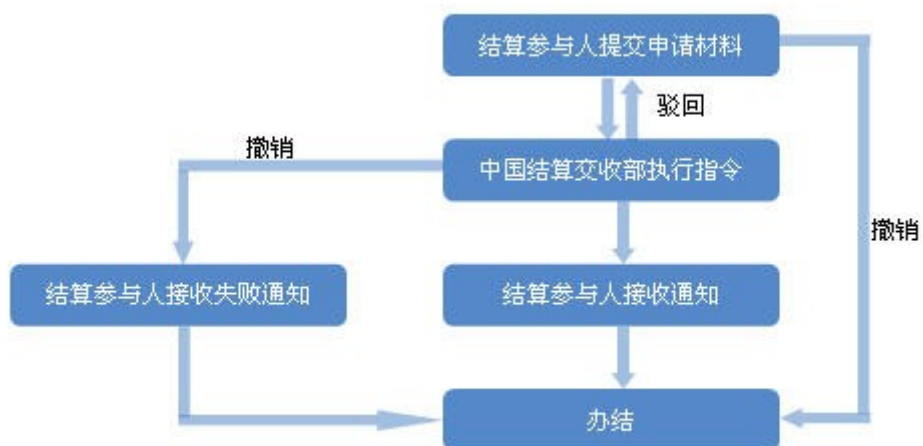 结算参与人提交申请材料
驳回
撤销
中国结算交收部执行指令
撤销
结算参与人接收失败通知
结算参与人接收通知
办结